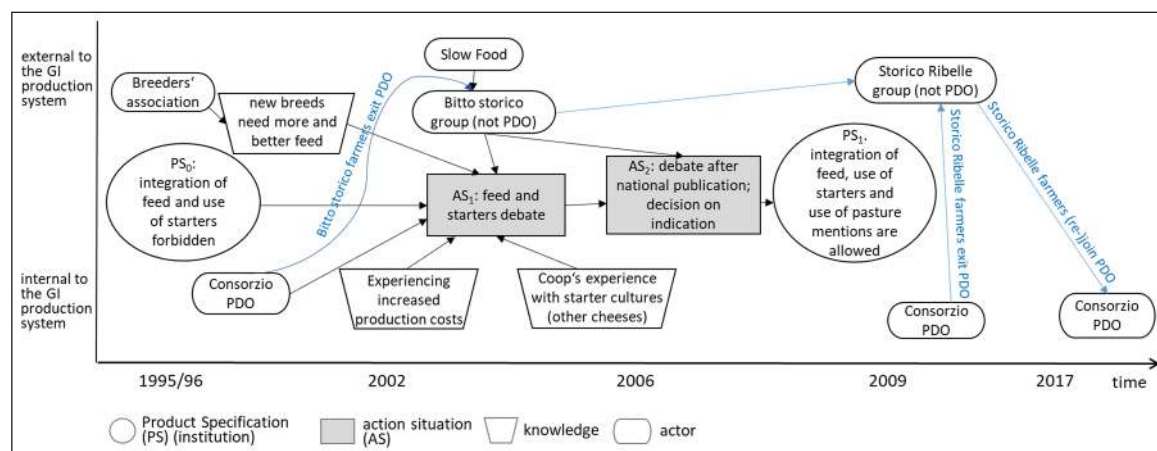 external to
the GI
production
system
Breeders'
association
new breeds
need more and
better feed
Slow Food
Bitto storico
group (not PDO)
Bitto storico farmers exit PDO
Storico Ribelle
group (not PDO)
PS0:
integration of
feed and use
of starters
forbidden
AS1: feed and
starters debate
AS2: debate after
national publication;
decision on
indication
PS1:
integration of
feed, use of
starters and
use of pasture
mentions are
allowed
Storico Ribelle farmers exit PDO
Storico Ribelle farmers (re-)join PDO
internal to
the GI
production
system
Consorzio
PDO
Experiencing
increased
production costs
Coop's experience
with starter cultures
(other cheeses)
Consorzio
PDO
Consorzio
PDO
1995/96
2002
2006
2009
2017
time
Product Specification
(PS) (institution)
action situation
(AS)
knowledge
actor